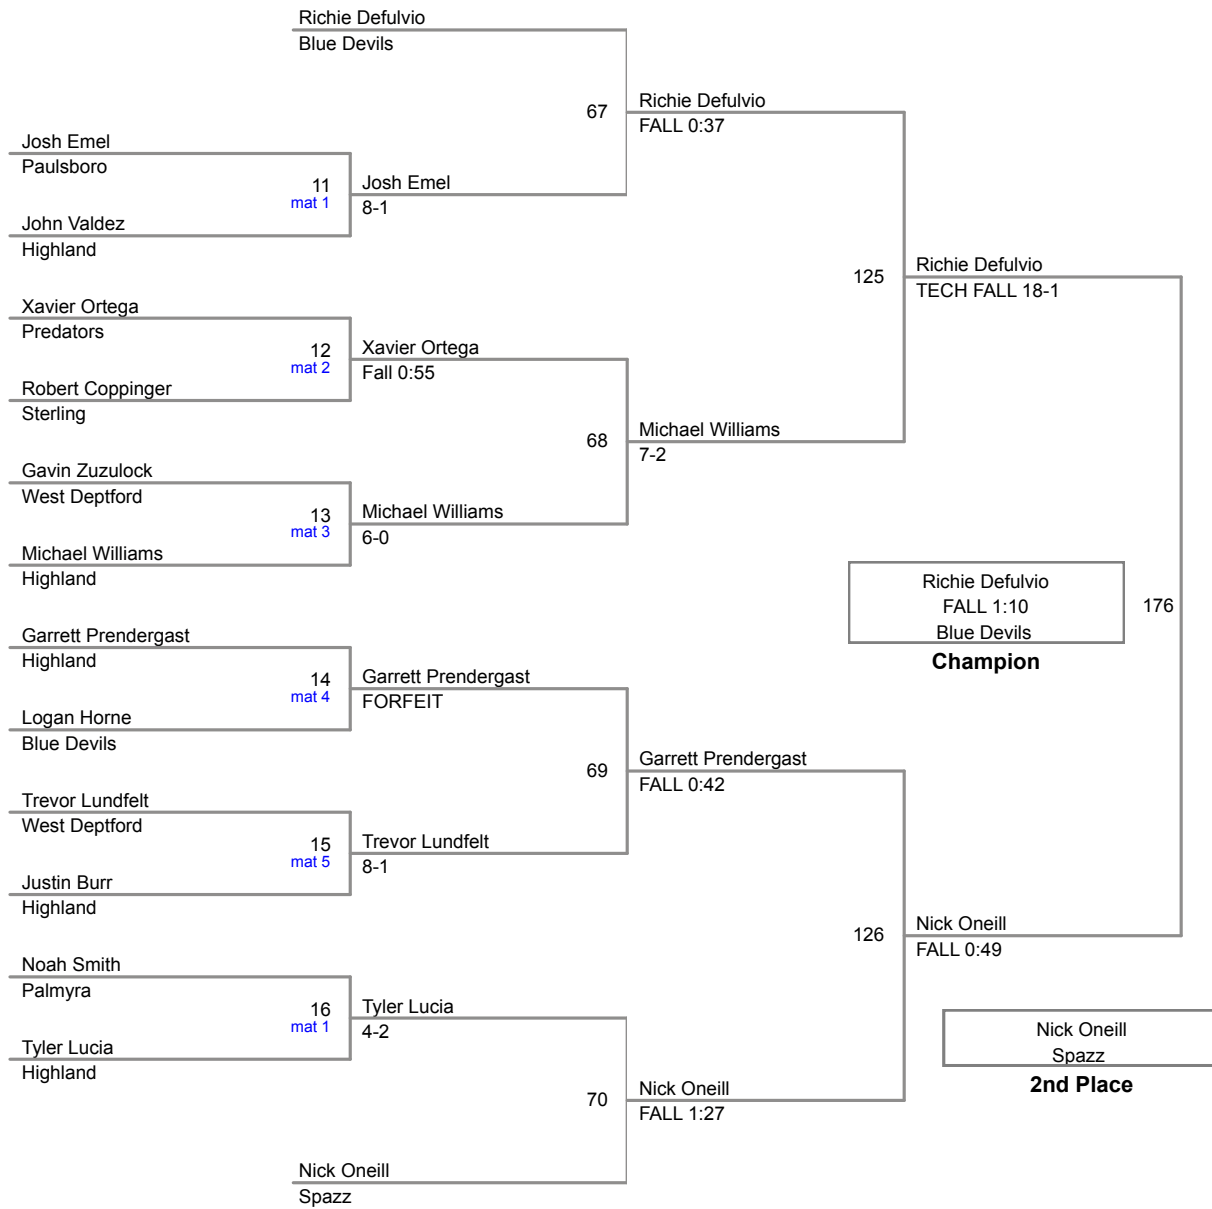 Richie Defulvio
Blue Devils
67
Richie Defulvio
FALL 0:37
Josh Emel
Paulsboro
11
mat 1
Josh Emel
8-1
John Valdez
Highland
125
Richie Defulvio
TECH FALL 18-1
Xavier Ortega
Predators
12
mat 2
Xavier Ortega
Fall 0:55
Robert Coppinger
Sterling
68
Michael Williams
7-2
Gavin Zuzulock
West Deptford
13
mat 3
Michael Williams
6-0
Michael Williams
Highland
Richie Defulvio
FALL 1:10
Blue Devils
Champion
176
Garrett Prendergast
Highland
14
mat 4
Garrett Prendergast
FORFEIT
Logan Horne
Blue Devils
69
Garrett Prendergast
FALL 0:42
Trevor Lundfelt
West Deptford
15
mat 5
Trevor Lundfelt
8-1
Justin Burr
Highland
126
Nick Oneill
FALL 0:49
Noah Smith
Palmyra
16
mat 1
Tyler Lucia
4-2
Tyler Lucia
Highland
Nick Oneill
Spazz
2nd Place
70
Nick Oneill
FALL 1:27
Nick Oneill
Spazz